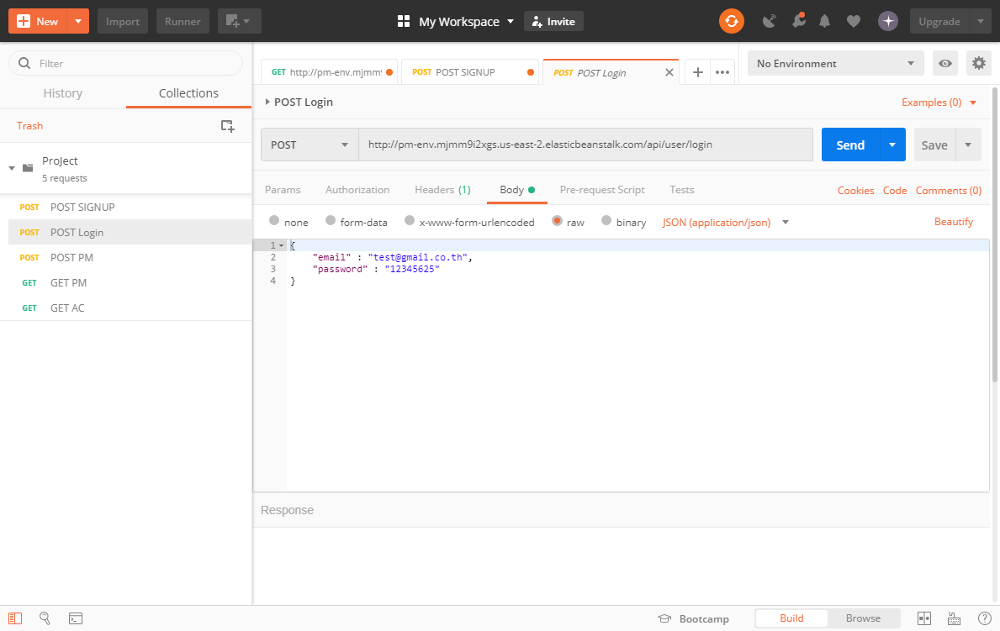 New
Import
Runner
My Workspace
Invite
Upgrade
Filter
History
Collections
Trash
Project
5 requests
POST POST SIGNUP
POST POST Login
POST POST PM
GET GET PM
GET GET AC
GET http://pm-env.mjmm9
POST POST SIGNUP
POST POST Login
No Environment
POST Login
Examples (0)
POST
http://pm-env.mjmm9i2xgs.us-east-2.elasticbeanstalk.com/api/user/login
Send
Save
Params
Authorization
Headers (1)
Body
Pre-request Script
Tests
Cookies
Code
Comments (0)
none
form-data
x-www-form-urlencoded
raw
binary
JSON (application/json)
Beautify
1 {
2 "email" : "test@gmail.co.th",
3 "password" : "12345625"
4 }
Response
Bootcamp
Build
Browse